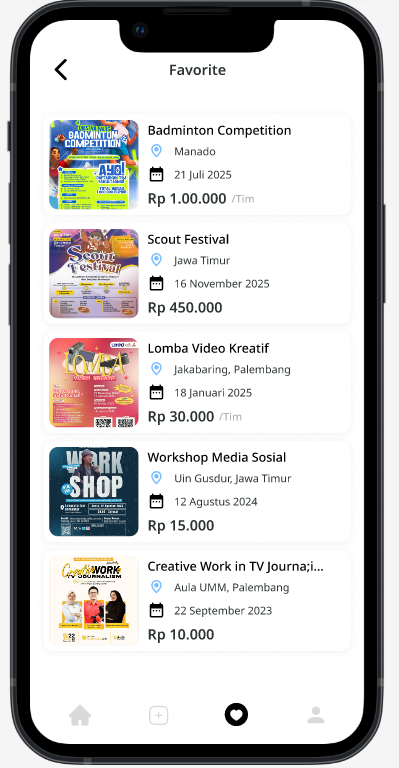 Favorite
BADMINTON
COMPETITION
AYO!
Badminton Competition
Manado
21 Juli 2025
Rp 1.00.000 /Tim
Scout
Festival
Scout Festival
Jawa Timur
16 November 2025
Rp 450.000
LOMBA
Lomba Video Kreatif
Jakabaring, Palembang
18 Januari 2025
Rp 30.000 /Tim
WORK
SHOP
Workshop Media Sosial
Uin Gusdur, Jawa Timur
12 Agustus 2024
Rp 15.000
Creative WORK
TV JOURNALISM
22
Creative Work in TV Journa;i...
Aula UMM, Palembang
22 September 2023
Rp 10.000